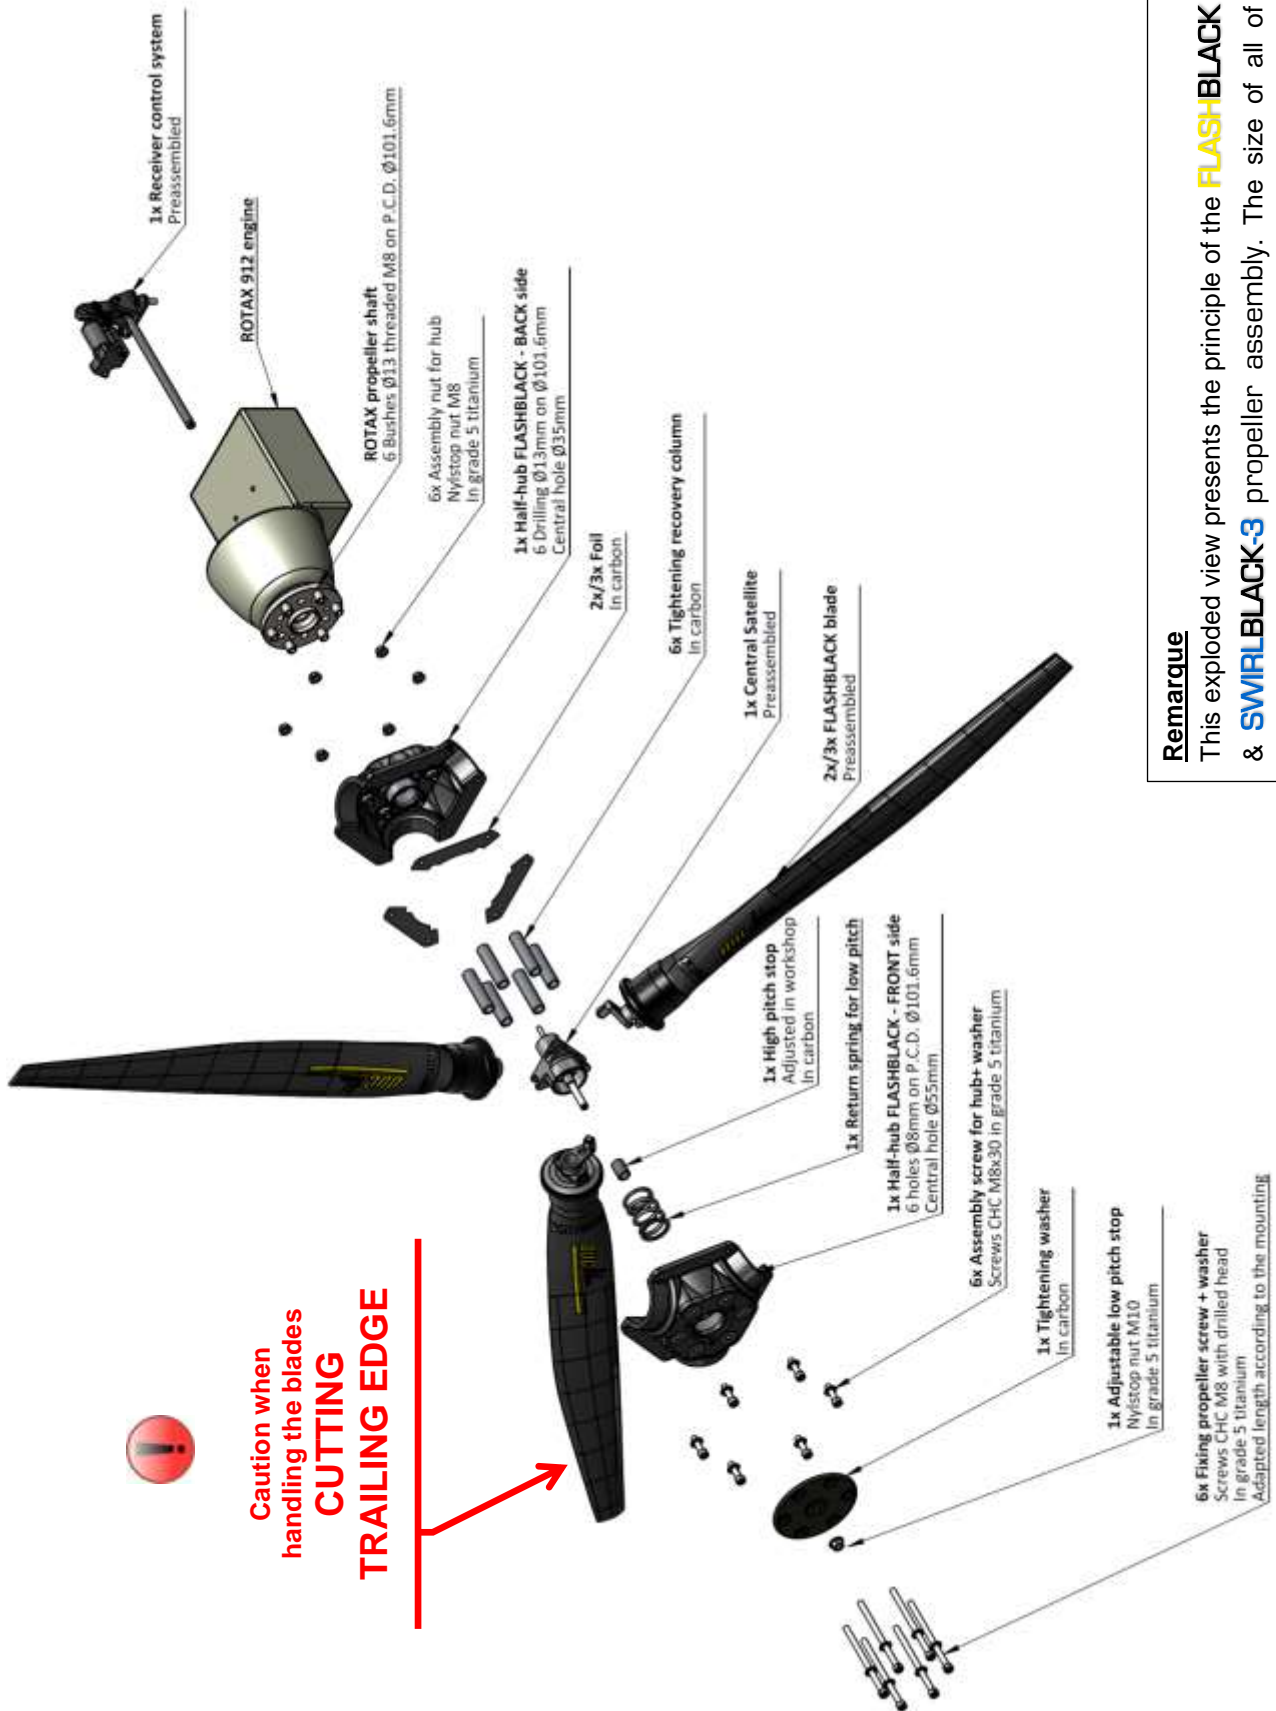 Caution when
handling the blades
CUTTING
TRAILING EDGE
1x Receiver control system
Preassembled
ROTAX 912 engine
ROTAX propeller shaft
6 Bushes Ø13 threaded M8 on P.C.D. Ø101.6mm
6x Assembly nut for hub
Nylstop nut M8
In grade 5 titanium
1x Half-hub FLASHBLACK - BACK side
6 Drilling Ø13mm on Ø101.6mm
Central hole Ø35mm
2x/3x Foil
In carbon
6x Tightening recovery column
In carbon
1x Central Satellite
Preassembled
2x/3x FLASHBLACK blade
Preassembled
1x High pitch stop
Adjusted in workshop
In carbon
1x Return spring for low pitch
1x Half-hub FLASHBLACK - FRONT side
6 holes Ø8mm on P.C.D. Ø101.6mm
Central hole Ø55mm
6x Assembly screw for hub+ washer
Screws CHC M8x30 in grade 5 titanium
1x Tightening washer
In carbon
1x Adjustable low pitch stop
Nylstop nut M10
In grade 5 titanium
6x Fixing propeller screw + washer
Screws CHC M8 with drilled head
In grade 5 titanium
Adapted length according to the mounting
Remarque
This exploded view presents the principle of the FLASHBLACK
& SWIRLBLACK-3 propeller assembly. The size of all of